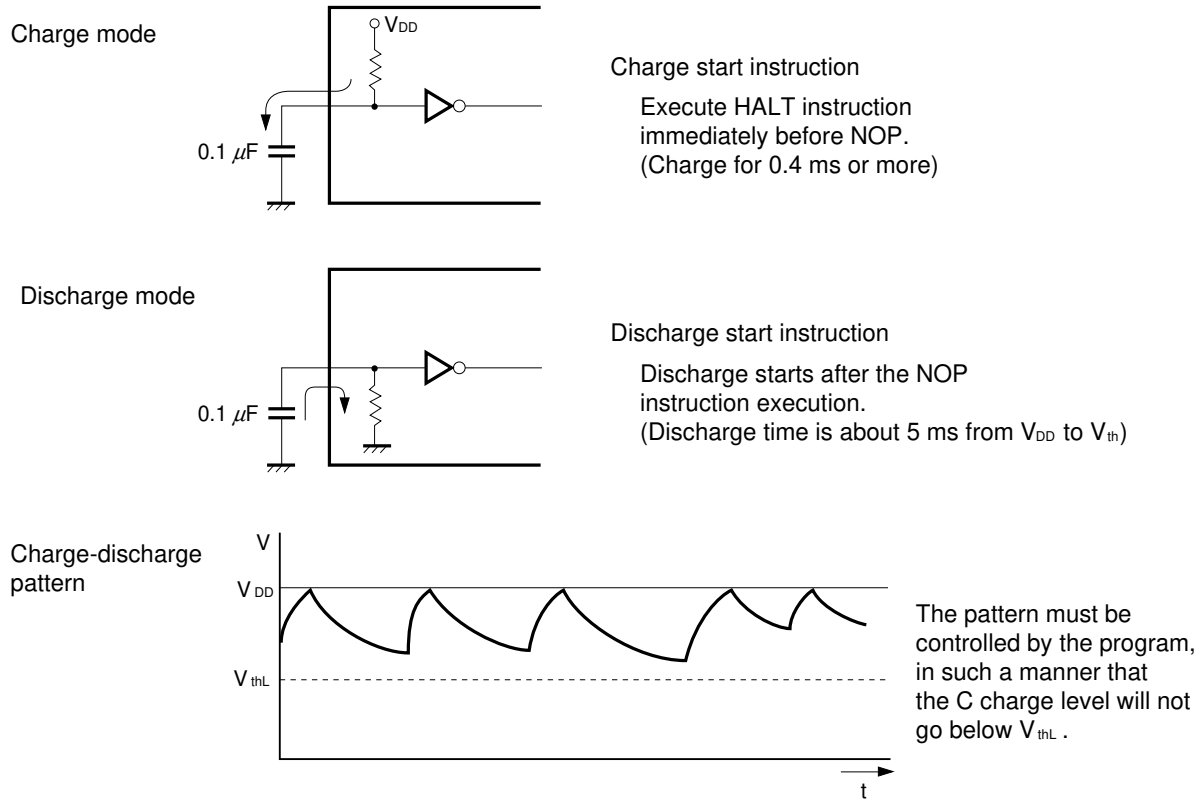 Charge mode
VDD
0.1 μF
Charge start instruction
Execute HALT instruction
immediately before NOP.
(Charge for 0.4 ms or more)
Discharge mode
0.1 μF
Discharge start instruction
Discharge starts after the NOP
instruction execution.
(Discharge time is about 5 ms from VDD to Vth)
Charge-discharge
pattern
V
VDD
VthL
t
The pattern must be
controlled by the program,
in such a manner that
the C charge level will not
go below VthL .